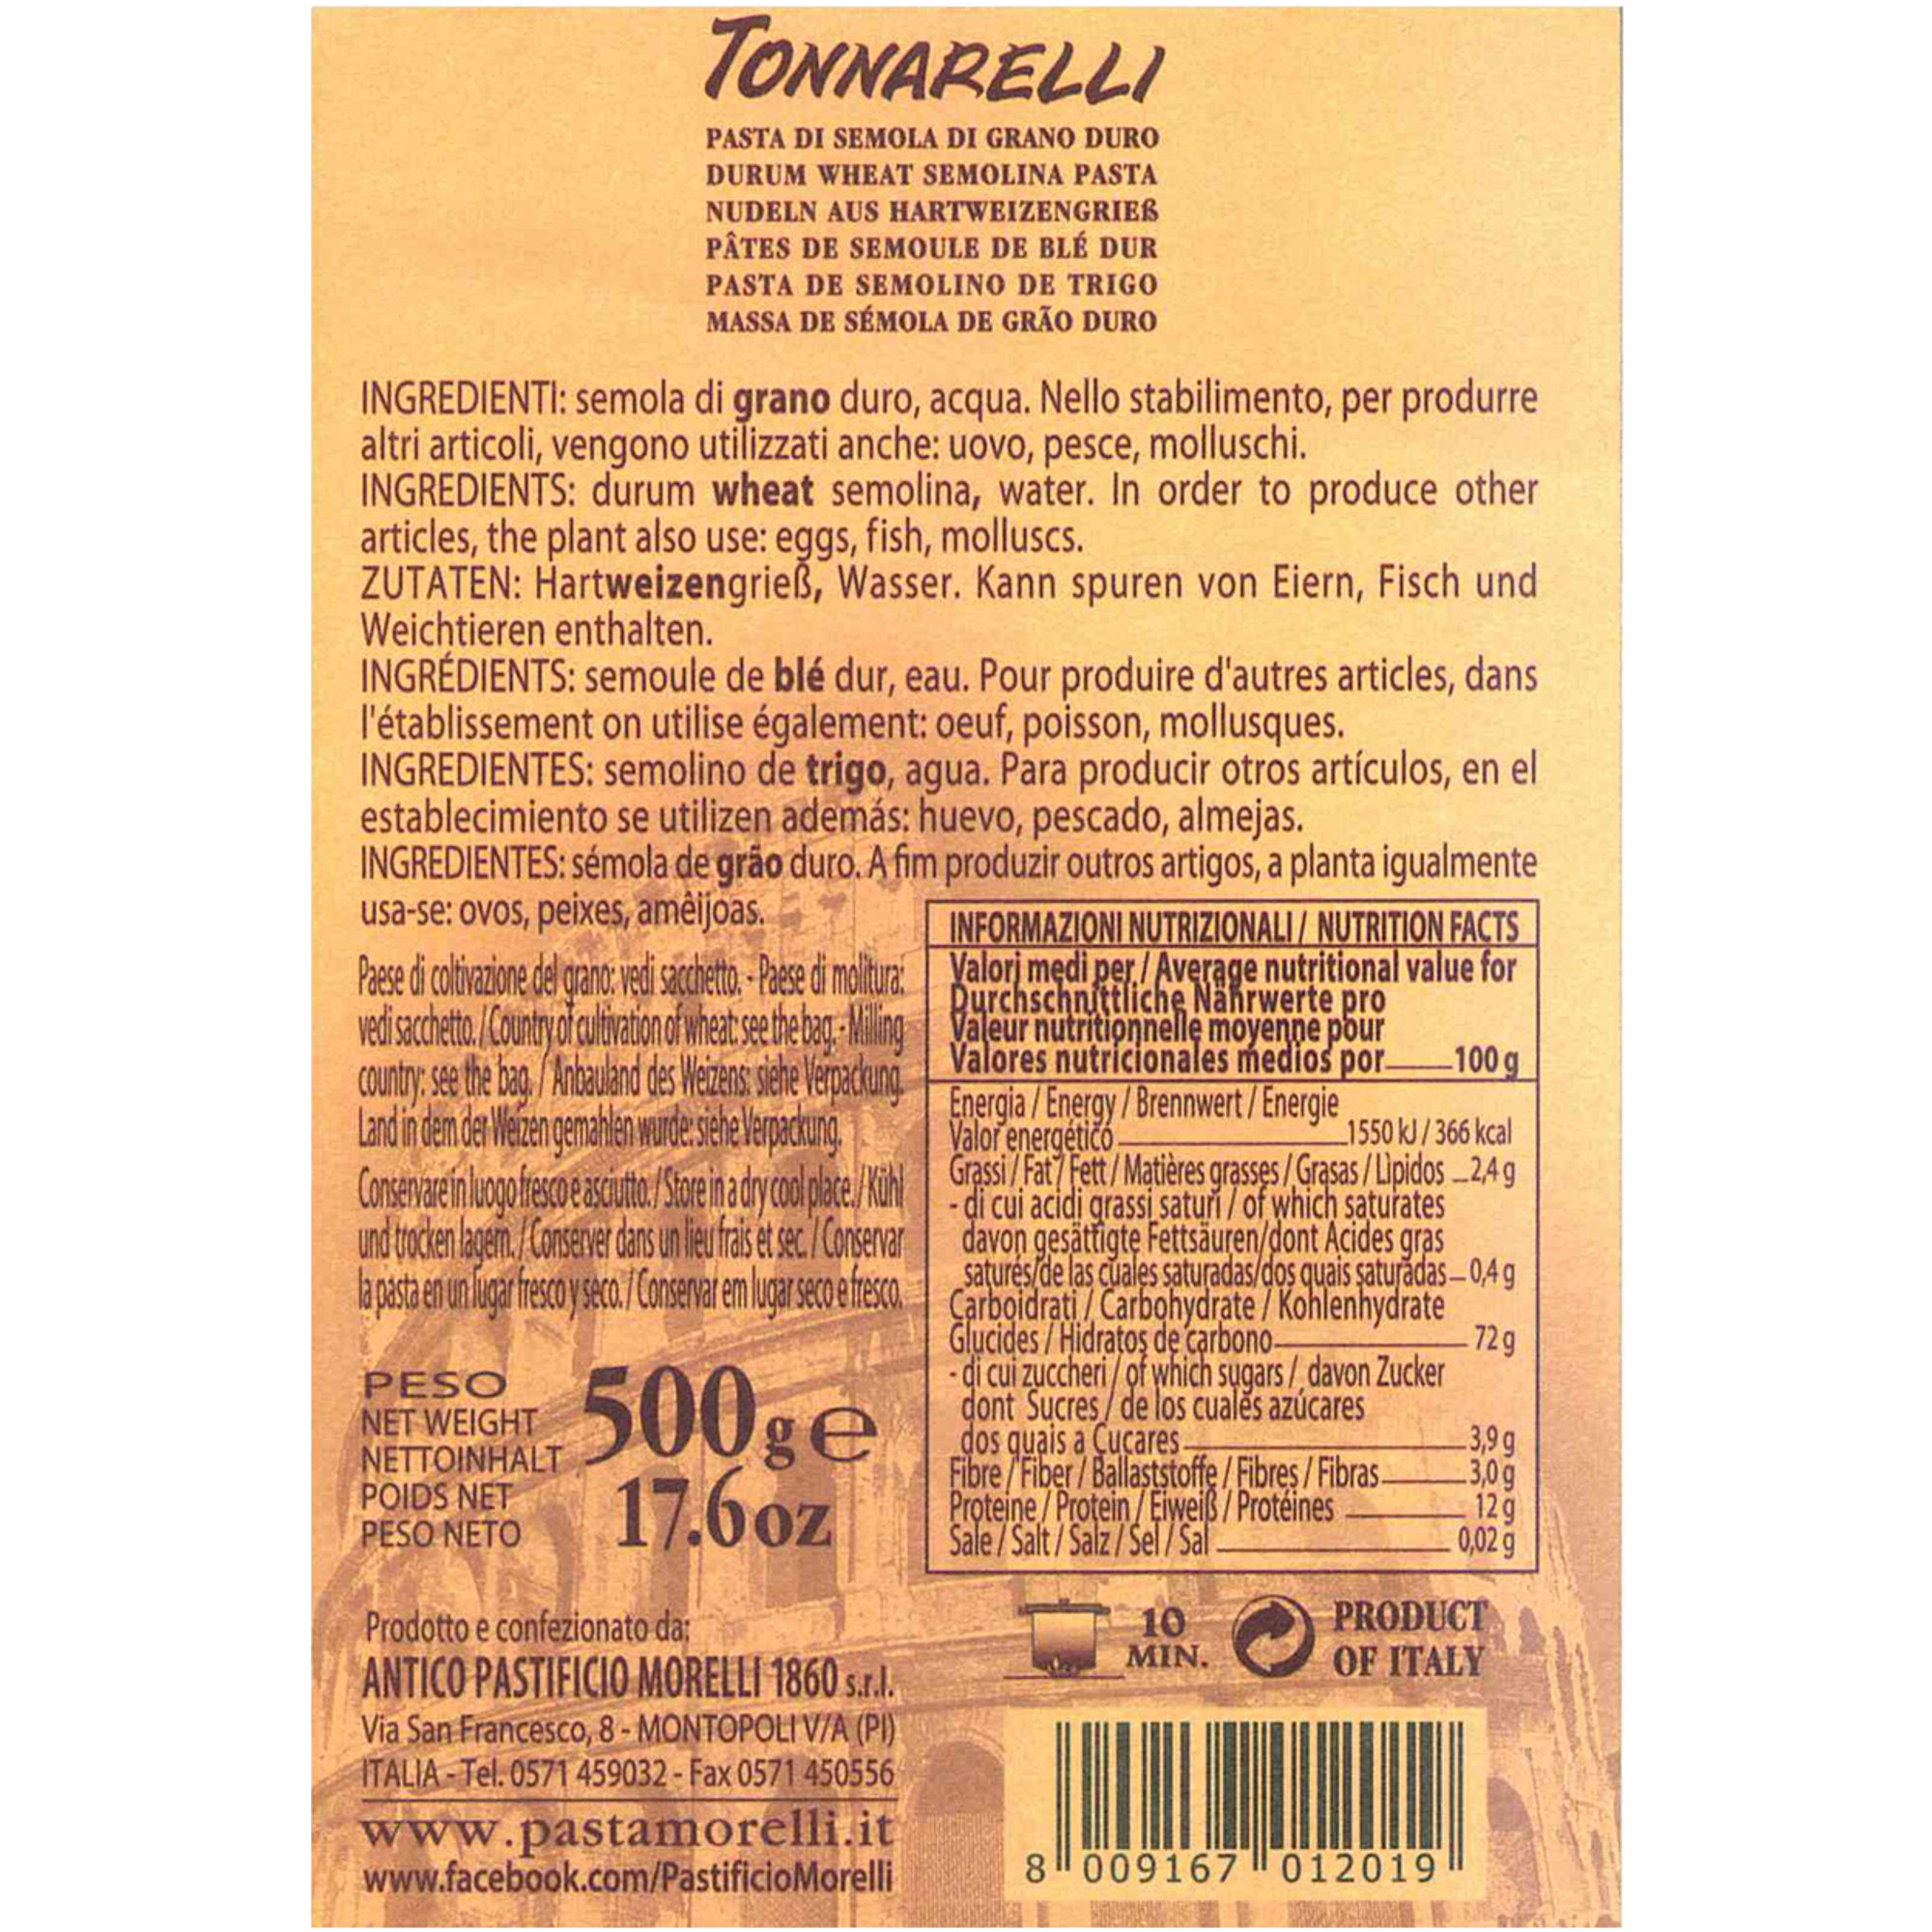 TONNARELLI
PASTA DI SEMOLA DI GRANO DURO
DURUM WHEAT SEMOLINA PASTA
NUDELN AUS HARTWEIZENGRIEß
PÂTES DE SEMOULE DE BLÉ DUR
PASTA DE SEMOLINO DE TRIGO
MASSA DE SÉMOLA DE GRÃO DURO
INGREDIENTI: semola di grano duro, acqua. Nello stabilimento, per produrre
altri articoli, vengono utilizzati anche: uovo, pesce, molluschi.
INGREDIENTS: durum wheat semolina, water. In order to produce other
articles, the plant also use: eggs, fish, molluscs.
ZUTATEN: Hartweizengrieß, Wasser. Kann spuren von Eiern, Fisch und
Weichtieren enthalten.
INGRÉDIENTS: semoule de blé dur, eau. Pour produire d'autres articles, dans
l'établissement on utilise également: oeuf, poisson, mollusques.
INGREDIENTES: semolino de trigo, agua. Para producir otros artículos, en el
establecimiento se utilizen además: huevo, pescado, almejas.
INGREDIENTES: sémola de grão duro. A fim produzir outros artigos, a planta igualmente
usa-se: ovos, peixes, amêijoas.
Paese di coltivazione del grano: vedi sacchetto. - Paese di molitura:
vedi sacchetto. / Country of cultivation of wheat: see the bag. - Milling
country: see the bag. / Anbauland des Weizens: siehe Verpackung.
Land in dem der Weizen gemahlen wurde: siehe Verpackung.
Conservare in luogo fresco e asciutto. / Store in a dry cool place. / Kühl
und trocken lagern. / Conserver dans un lieu frais et sec. / Conservar
la pasta en un lugar fresco y seco. / Conservar em lugar seco e fresco.
INFORMAZIONI NUTRIZIONALI / NUTRITION FACTS
Valori medi per / Average nutritional value for
Durchschnittliche Nährwerte pro
Valeur nutritionnelle moyenne pour
Valores nutricionales medios por 100 g
Energia / Energy / Brennwert / Energie
Valor energético 1550 kJ / 366 kcal
Grassi / Fat / Fett / Matières grasses / Grasas / Lìpidos 2,4 g
- di cui acidi grassi saturi / of which saturates
davon gesättigte Fettsäuren/dont Acides gras
saturés/de las cuales saturadas/dos quais saturadas 0,4 g
Carboidrati / Carbohydrate / Kohlenhydrate
Glucides / Hidratos de carbono 72 g
- di cui zuccheri / of which sugars / davon Zucker
dont Sucres / de los cuales azúcares
dos quais a Çucares 3,9 g
Fibre / Fiber / Ballaststoffe / Fibres / Fibras 3,0 g
Proteine / Protein / Eiweiß / Protéines 12 g
Sale / Salt / Salz / Sel / Sal 0,02 g
PESO
NET WEIGHT
NETTOINHALT
POIDS NET
PESO NETO
500g e
17.6oz
Prodotto e confezionato da:
ANTICO PASTIFICIO MORELLI 1860 s.r.l.
Via San Francesco, 8 - MONTOPOLI V/A (PI)
ITALIA - Tel. 0571 459032 - Fax 0571 450556
www.pastamorelli.it
www.facebook.com/PastificioMorelli
10
MIN.
PRODUCT
OF ITALY
8 009167 012019